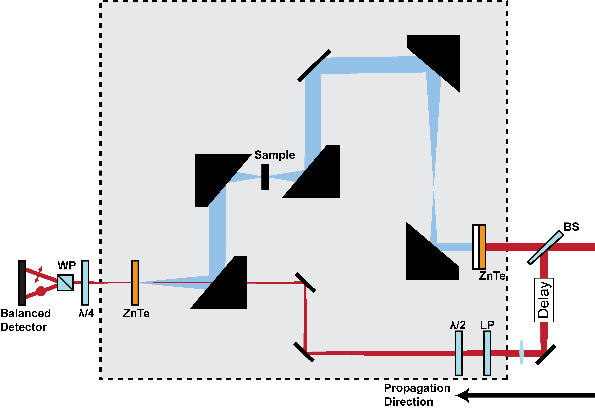 Sample
BS
WP
ZnTe
Delay
Balanced
Detector
λ/4
ZnTe
λ/2
LP
Propagation
Direction